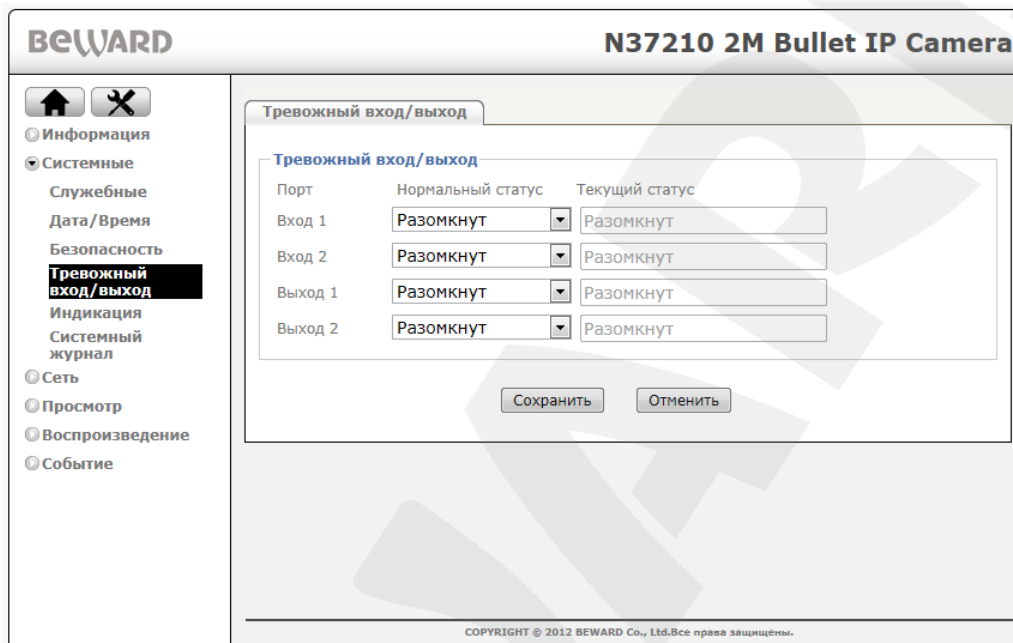 BEWARD
N37210 2M Bullet IP Camera
Информация
Системные
Служебные
Дата/Время
Безопасность
Тревожный
вход/выход
Индикация
Системный
журнал
Сеть
Просмотр
Воспроизведение
Событие
Тревожный вход/выход
Тревожный вход/выход
Порт Нормальный статус Текущий статус
Вход 1 Разомкнут Разомкнут
Вход 2 Разомкнут Разомкнут
Выход 1 Разомкнут Разомкнут
Выход 2 Разомкнут Разомкнут
Сохранить Отменить
COPYRIGHT © 2012 BEWARD Co., Ltd.Все права защищены.